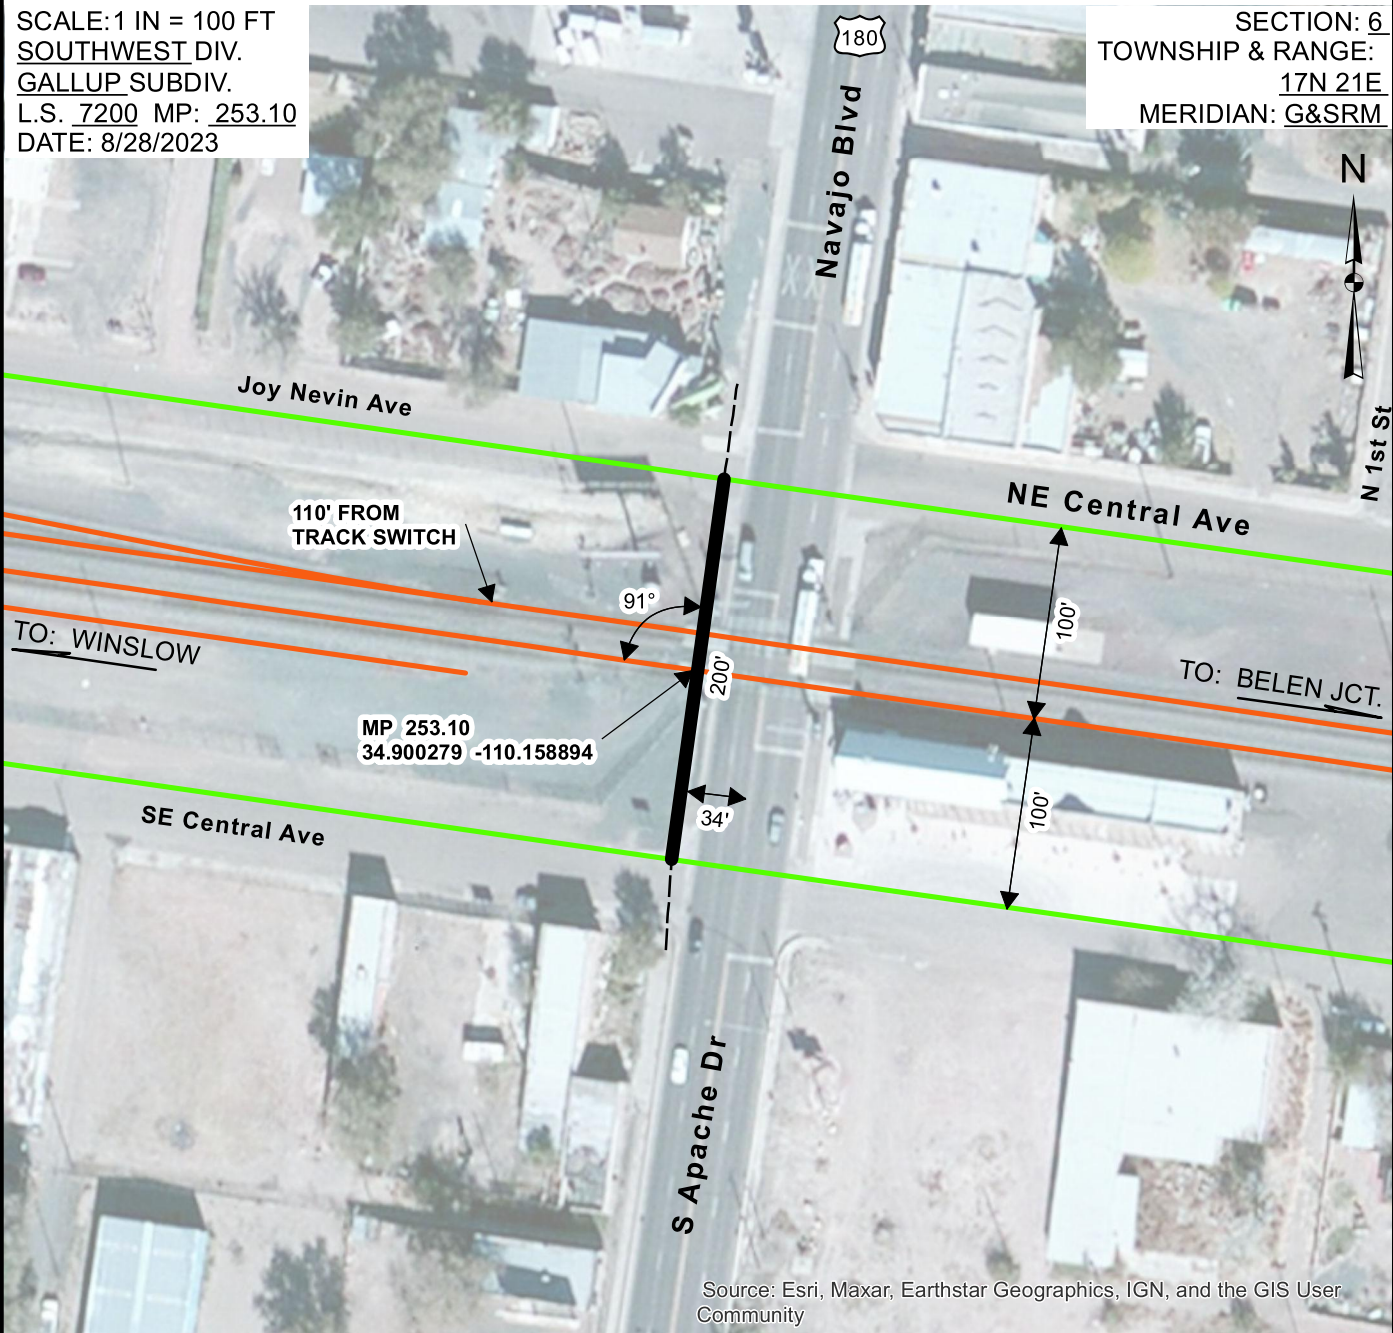 SCALE:1 IN = 100 FT
SOUTHWEST DIV.
GALLUP SUBDIV.
L.S. 7200 MP: 253.10
DATE: 8/28/2023
180
SECTION: 6
TOWNSHIP & RANGE:
17N 21E
MERIDIAN: G&SRM
N
Navajo Blvd
Joy Nevin Ave
N 1st St
NE Central Ave
110' FROM
TRACK SWITCH
91°
100'
TO: WINSLOW
200'
TO: BELEN JCT.
MP 253.10
34.900279 -110.158894
34'
100'
SE Central Ave
S Apache Dr
Source: Esri, Maxar, Earthstar Geographics, IGN, and the GIS User
Community